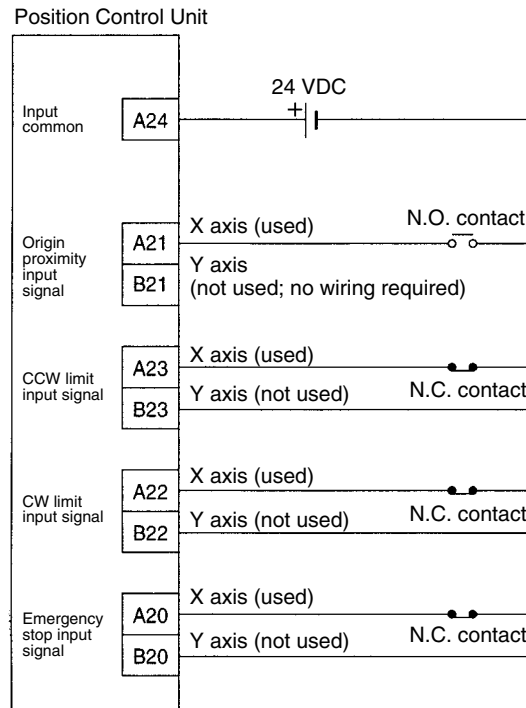 Position Control Unit
24 VDC
+
Input
common
A24
X axis (used)
N.O. contact
Origin
proximity
input
signal
A21
B21
Y axis
(not used; no wiring required)
X axis (used)
CCW limit
input signal
A23
B23
Y axis (not used)
N.C. contact
X axis (used)
CW limit
input signal
A22
B22
Y axis (not used)
N.C. contact
X axis (used)
Emergency
stop input
signal
A20
B20
Y axis (not used)
N.C. contact